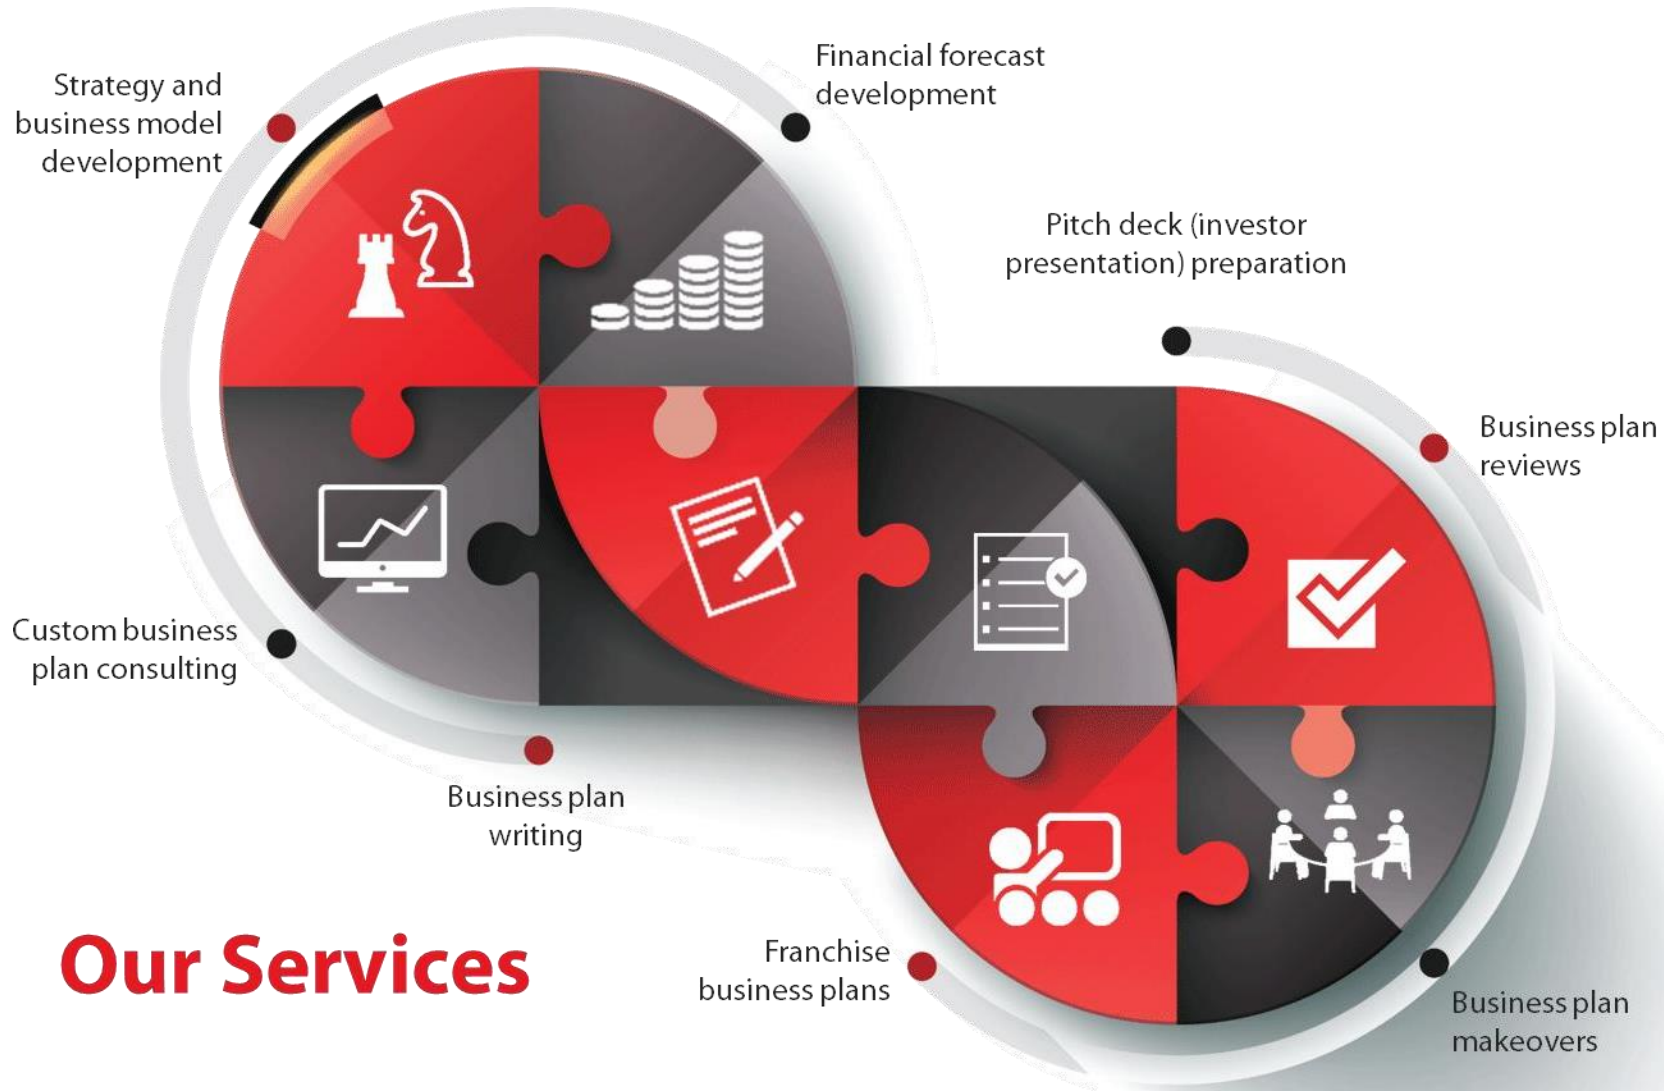 Strategy and
business model
development
Financial forecast
development
Pitch deck (investor
presentation) preparation
Business plan
reviews
Custom business
plan consulting
Business plan
writing
Franchise
business plans
Business plan
makeovers
Our Services